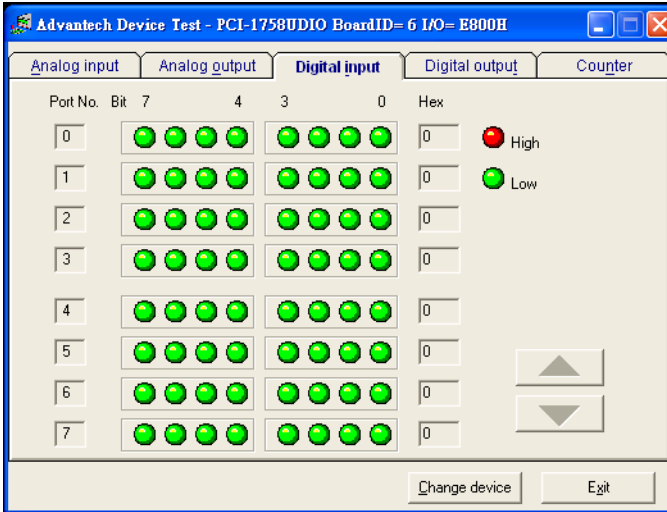 Advantech Device Test - PCI-1758UDIO BoardID= 6 I/O= E800H
Analog input Analog output Digital input Digital output Counter
Port No. Bit 7 4 3 0 Hex
0 0 High
1 0 Low
2 0
3 0
4 0
5 0
6 0
7 0
Change device Exit